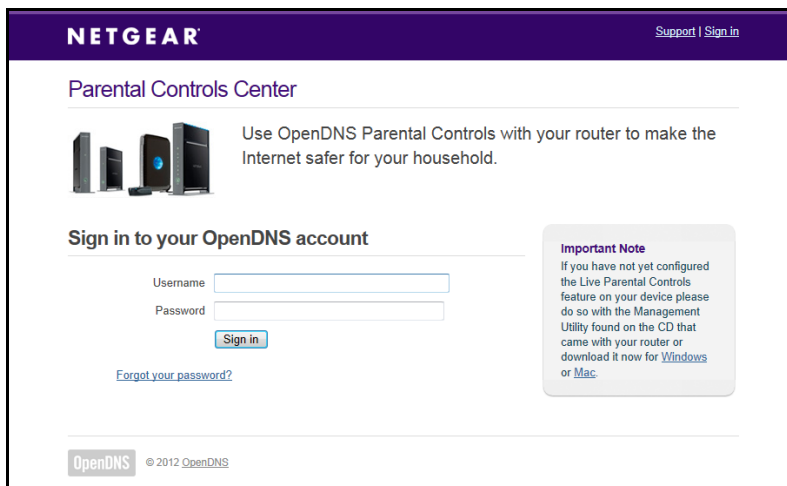 NETGEAR
Support | Sign in
Parental Controls Center
Use OpenDNS Parental Controls with your router to make the
Internet safer for your household.
Sign in to your OpenDNS account
Username
Password
Sign in
Forgot your password?
Important Note
If you have not yet configured
the Live Parental Controls
feature on your device please
do so with the Management
Utility found on the CD that
came with your router or
download it now for Windows
or Mac.
OpenDNS
© 2012 OpenDNS